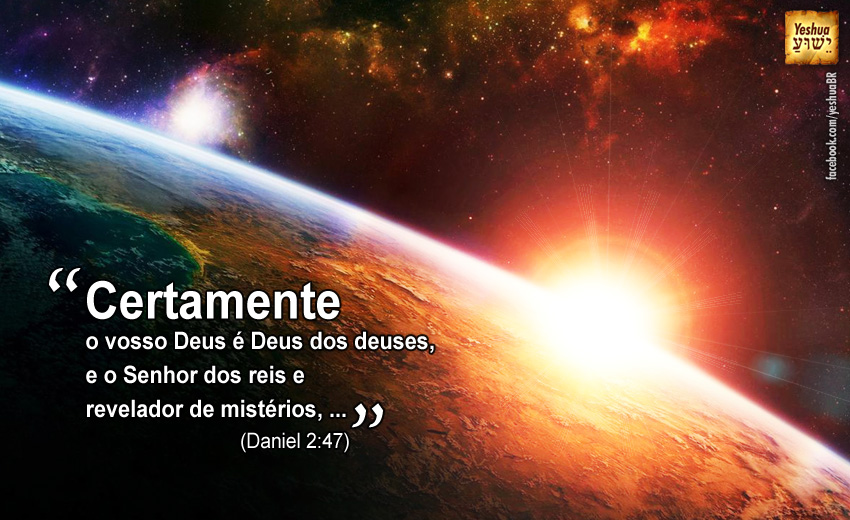 Yeshua
ישוע
facebook.com/yeshuaBR
“ Certamente
o vosso Deus é Deus dos deuses,
e o Senhor dos reis e
revelador de mistérios, ... ”
(Daniel 2:47)